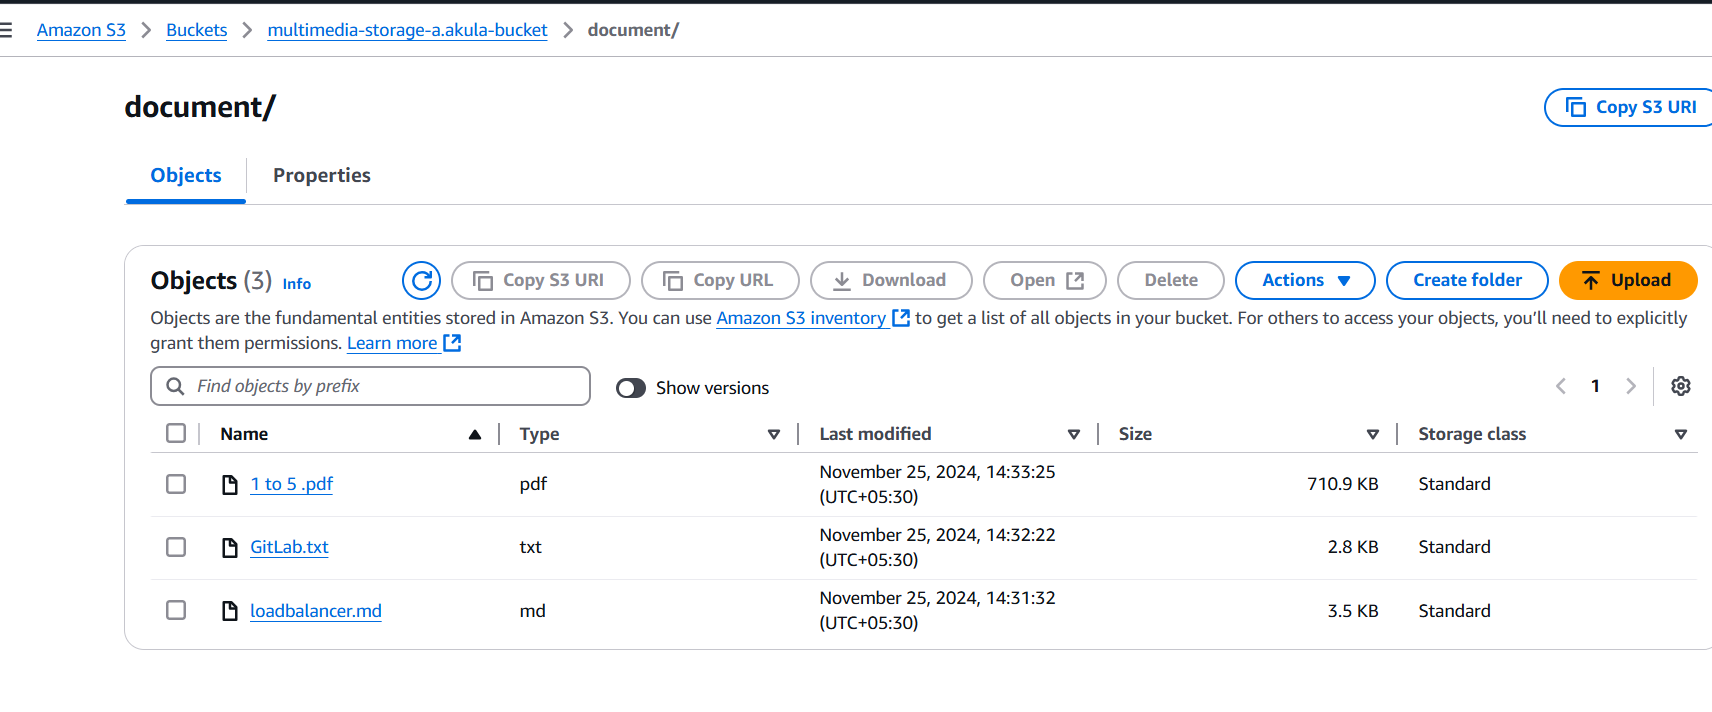 Amazon S3 > Buckets > multimedia-storage-a.akula-bucket > document/
document/
Copy S3 URI
Objects Properties
Objects (3) Info Copy S3 URI Copy URL Download Open Delete Actions Create folder Upload
Objects are the fundamental entities stored in Amazon S3. You can use Amazon S3 inventory to get a list of all objects in your bucket. For others to access your objects, you’ll need to explicitly
grant them permissions. Learn more
Find objects by prefix Show versions < 1 >
Name Type Last modified Size Storage class
1 to 5 .pdf pdf November 25, 2024, 14:33:25 (UTC+05:30) 710.9 KB Standard
GitLab.txt txt November 25, 2024, 14:32:22 (UTC+05:30) 2.8 KB Standard
loadbalancer.md md November 25, 2024, 14:31:32 (UTC+05:30) 3.5 KB Standard